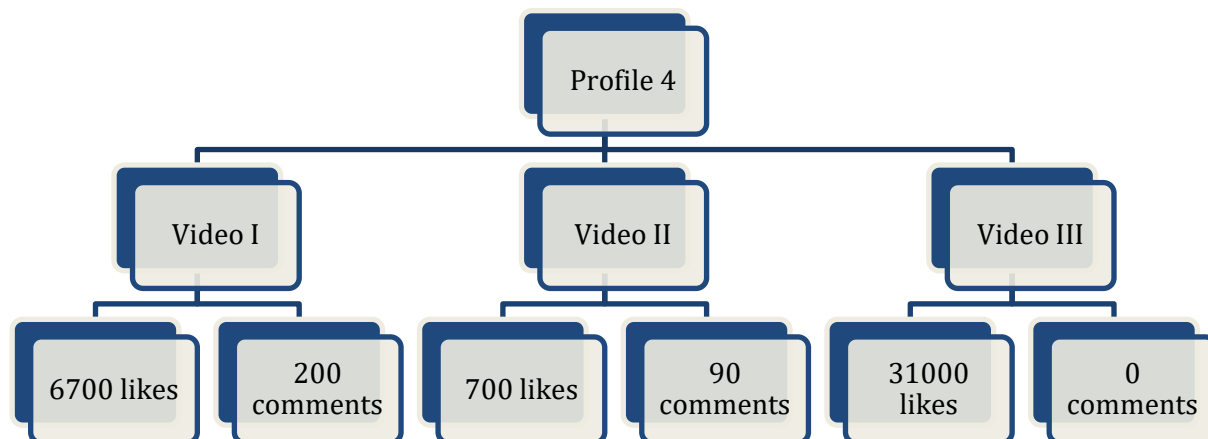 Profile 4
Video I
Video II
Video III
6700 likes
200
comments
700 likes
90
comments
31000
likes
0
comments